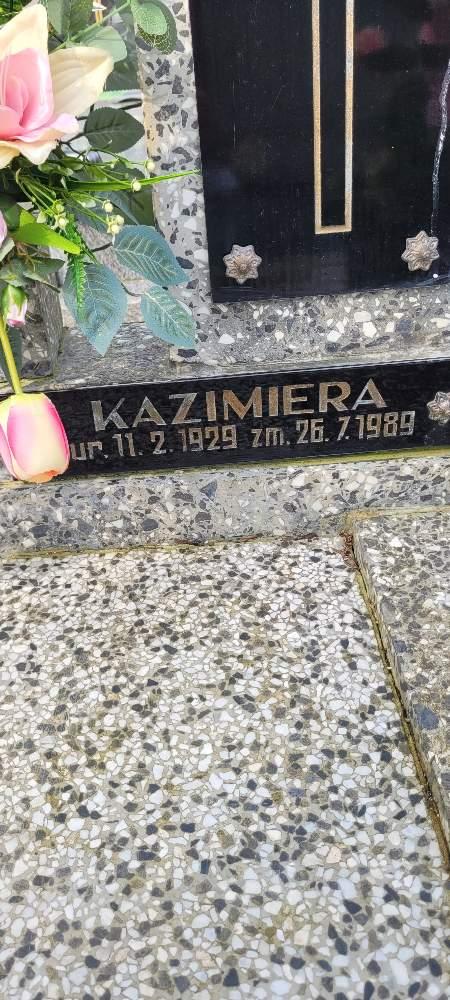 KAZIMIERA
ur. 11. 2. 1929 zm. 26. 7. 1989